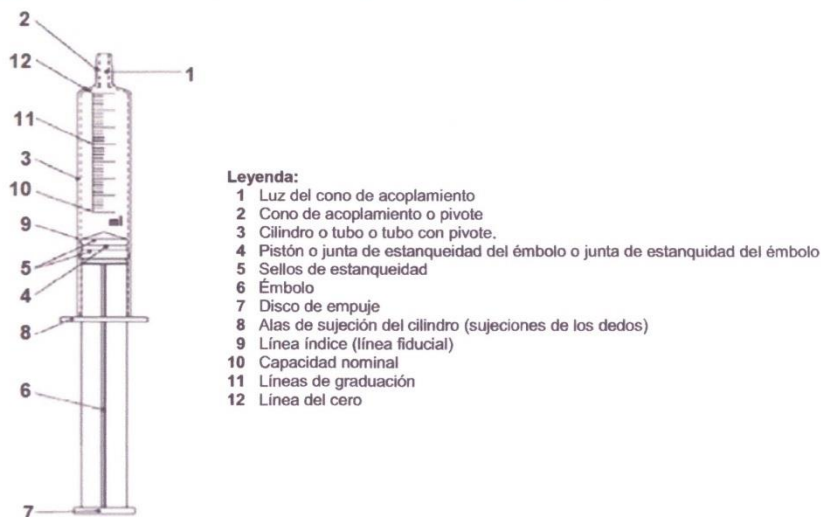 2
12
1
11
3
10
ml
9
5
4
8
6
7
Leyenda:
1 Luz del cono de acoplamiento
2 Cono de acoplamiento o pivote
3 Cilindro o tubo o tubo con pivote.
4 Pistón o junta de estanqueidad del émbolo o junta de estanquidad del émbolo
5 Sellos de estanqueidad
6 Émbolo
7 Disco de empuje
8 Alas de sujeción del cilindro (sujeciones de los dedos)
9 Línea índice (línea fiducial)
10 Capacidad nominal
11 Líneas de graduación
12 Línea del cero